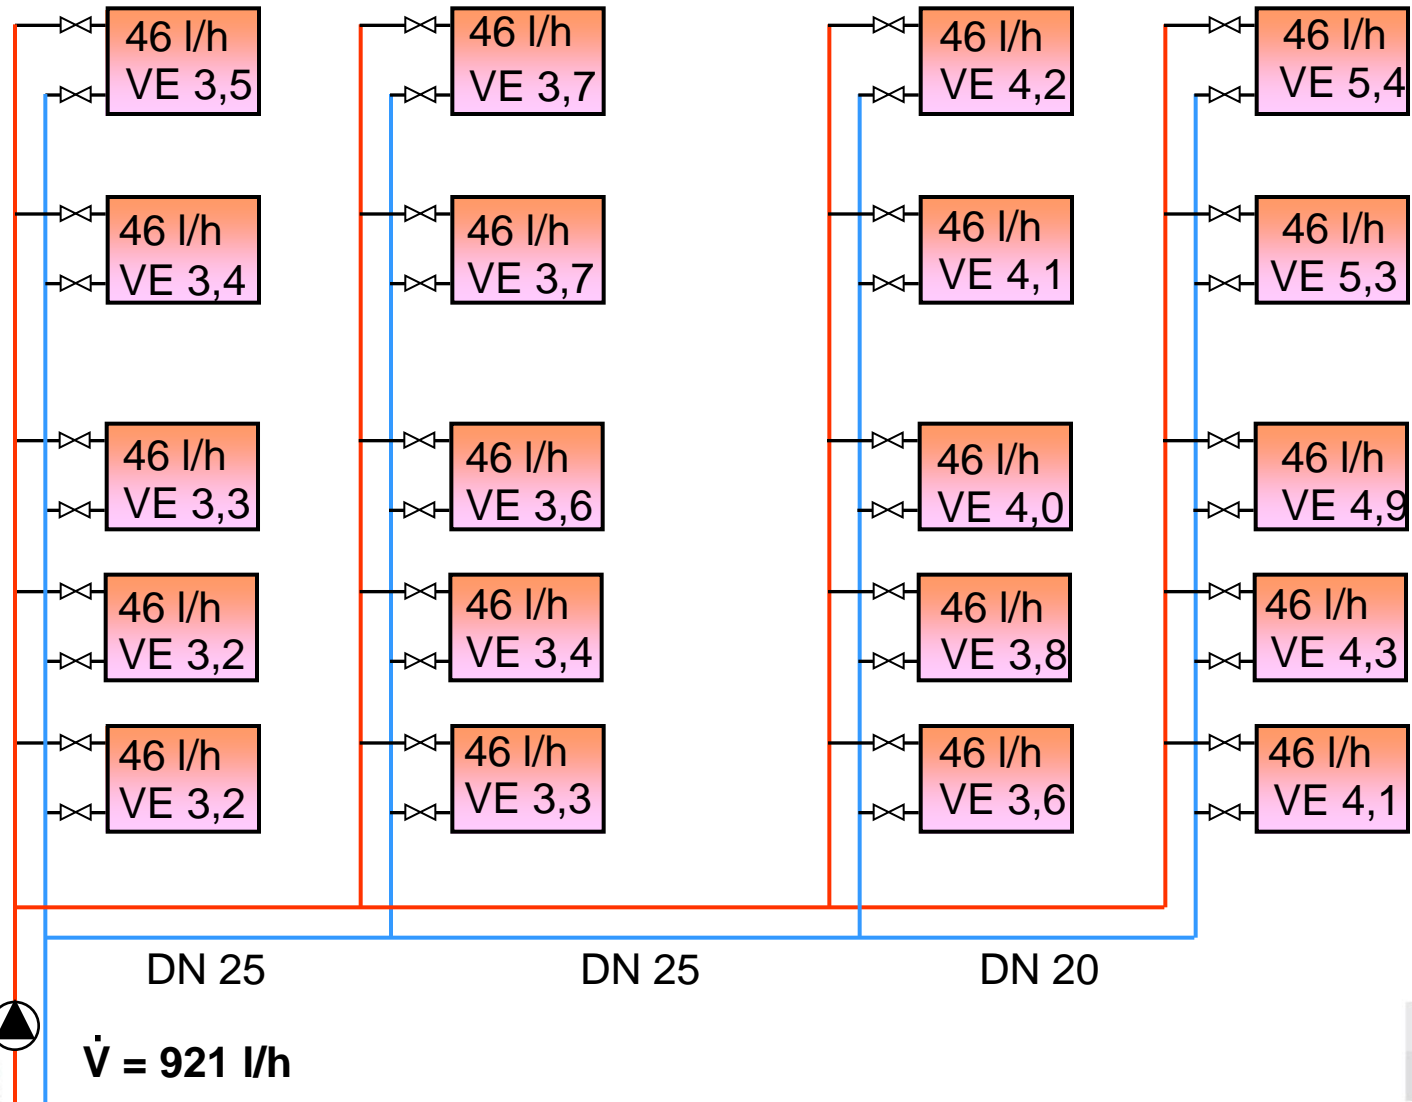 46 l/h
VE 3,5
46 l/h
VE 3,7
46 l/h
VE 4,2
46 l/h
VE 5,4
46 l/h
VE 3,4
46 l/h
VE 3,7
46 l/h
VE 4,1
46 l/h
VE 5,3
46 l/h
VE 3,3
46 l/h
VE 3,6
46 l/h
VE 4,0
46 l/h
VE 4,9
46 l/h
VE 3,2
46 l/h
VE 3,4
46 l/h
VE 3,8
46 l/h
VE 4,3
46 l/h
VE 3,2
46 l/h
VE 3,3
46 l/h
VE 3,6
46 l/h
VE 4,1
DN 25
DN 25
DN 20
V̇ = 921 l/h